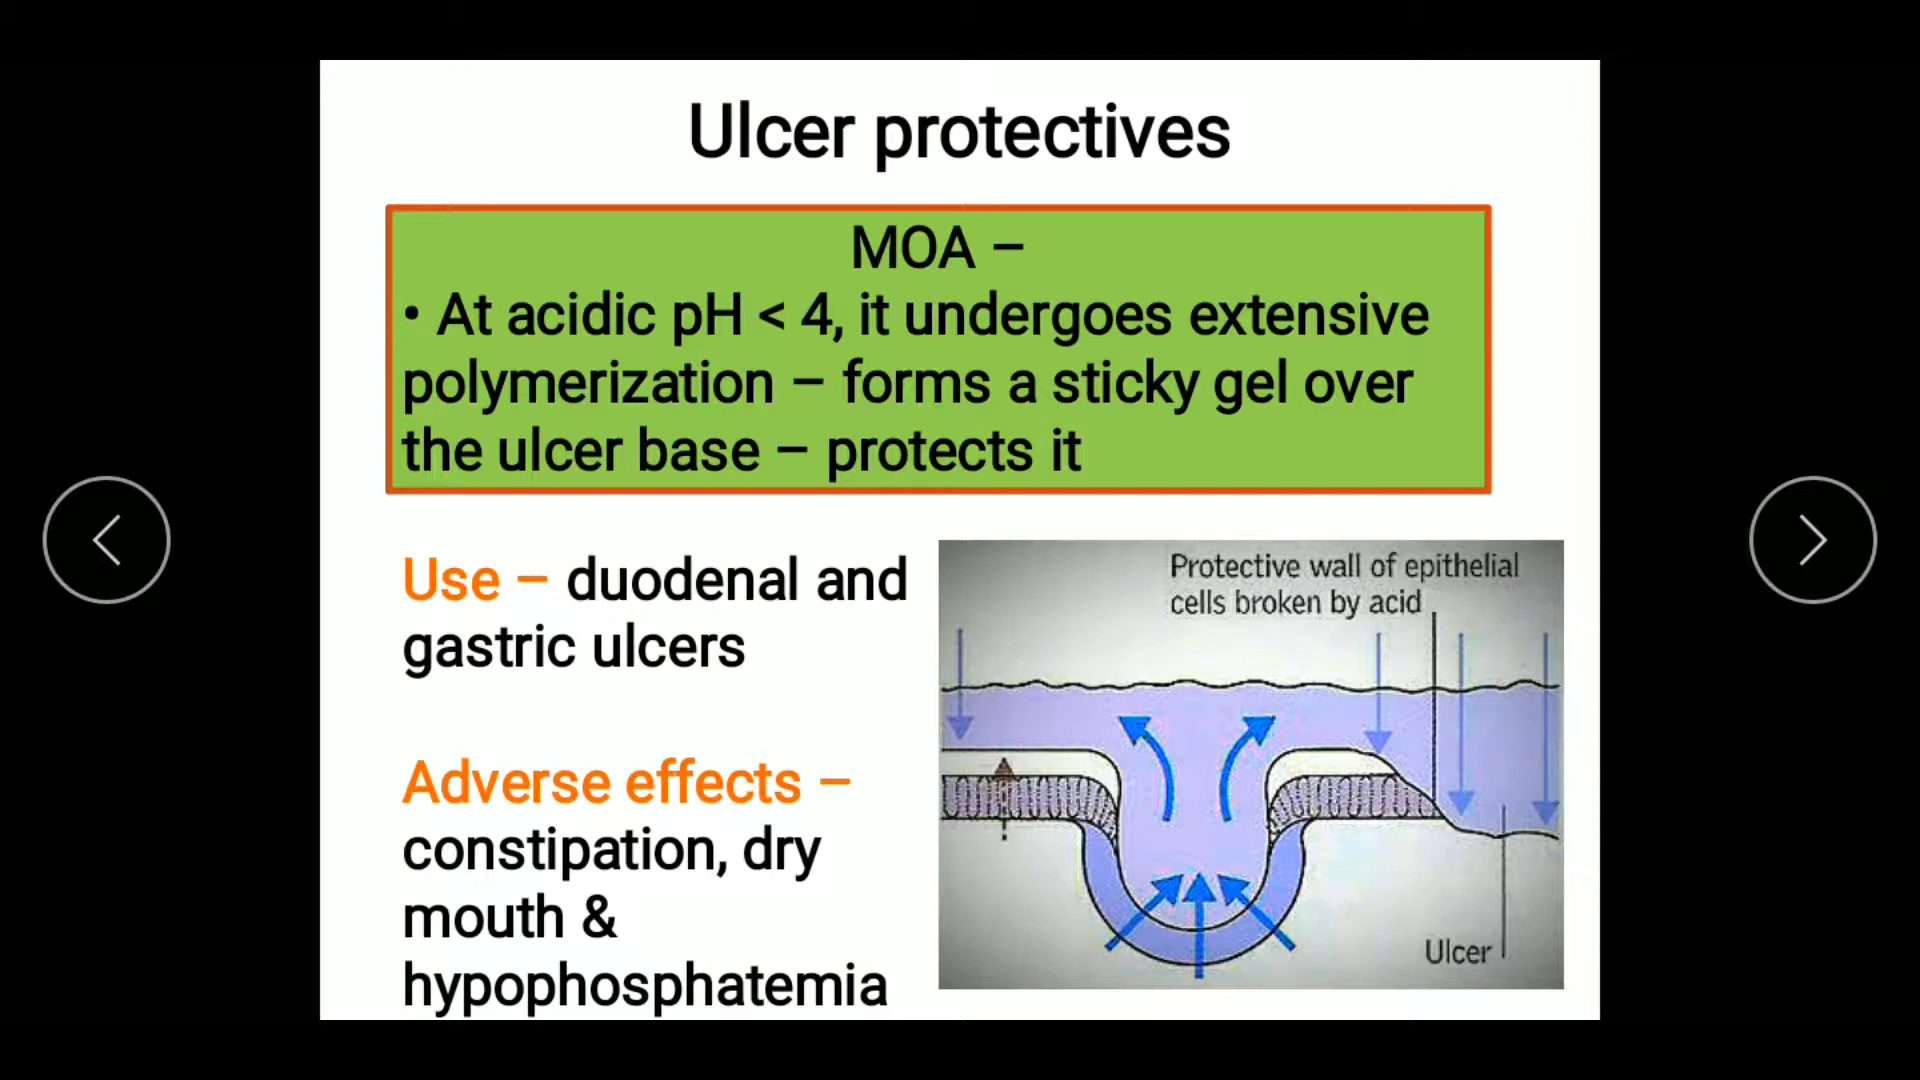 Ulcer protectives
MOA –
• At acidic pH < 4, it undergoes extensive
polymerization – forms a sticky gel over
the ulcer base – protects it
Use – duodenal and
gastric ulcers
Adverse effects –
constipation, dry
mouth &
hypophosphatemia
Protective wall of epithelial
cells broken by acid
Ulcer